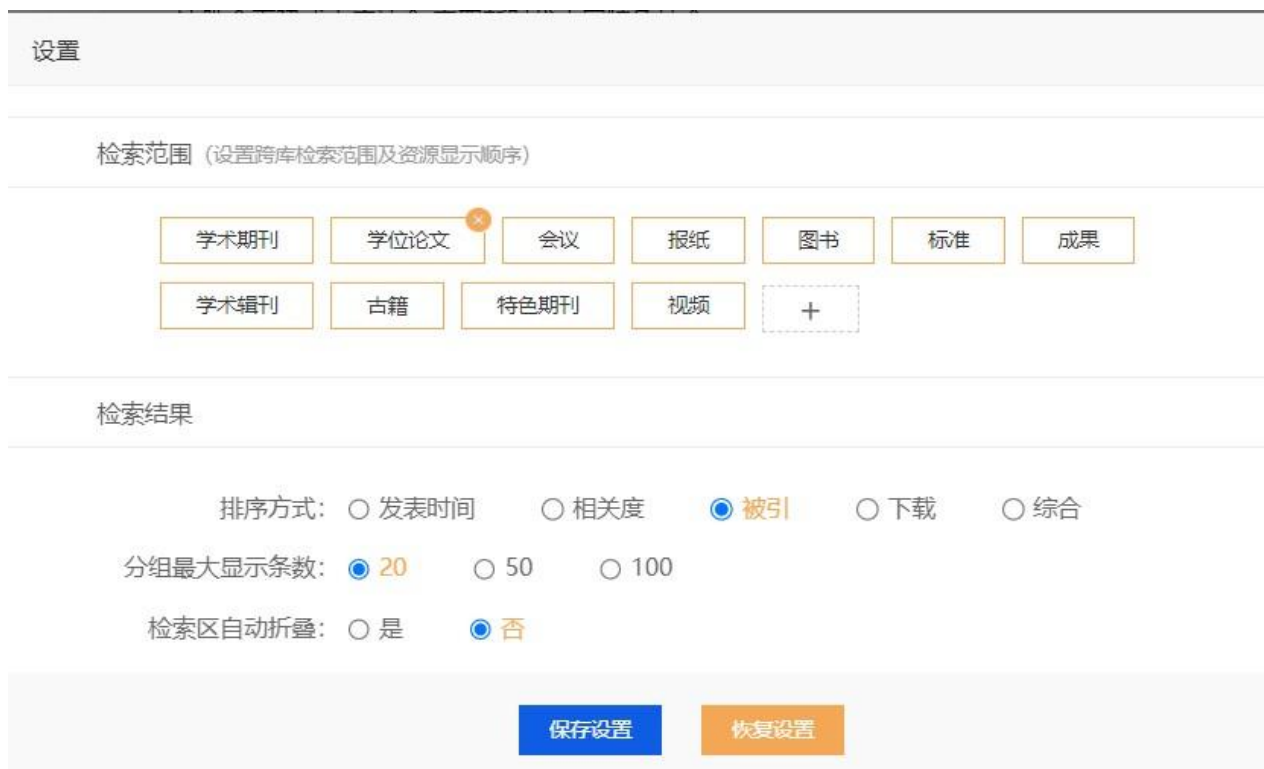 设置
检索范围（设置跨库检索范围及资源显示顺序）
学术期刊 学位论文 会议 报纸 图书 标准 成果
学术辑刊 古籍 特色期刊 视频 +
检索结果
排序方式： 发表时间 相关度 被引 下载 综合
分组最大显示条数： 20 50 100
检索区自动折叠： 是 否
保存设置 恢复设置